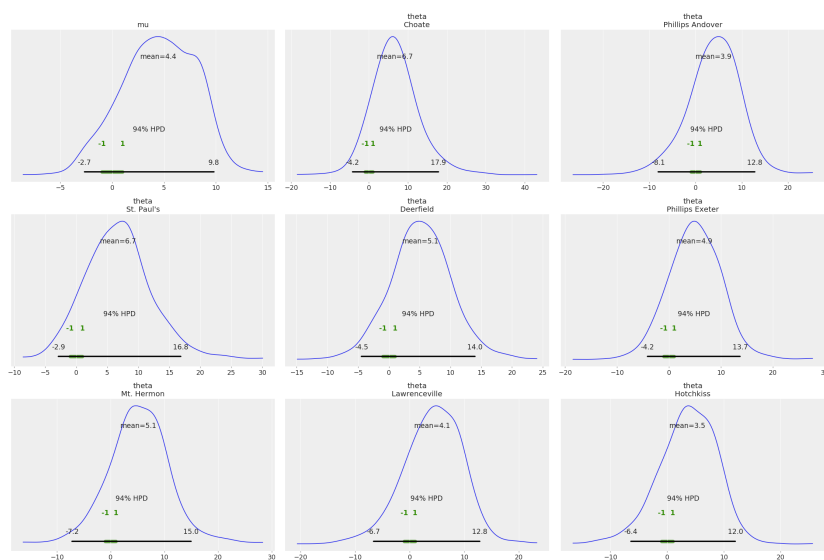 mu
mean=4.4
94% HPD
-1 1
-2.7 9.8
-5 0 5 10 15
theta
Choate
mean=6.7
94% HPD
-1 1
-4.2 17.9
−20 −10 0 10 20 30 40
theta
Phillips Andover
mean=3.9
94% HPD
-1 1
-8.1 12.8
−20 −10 0 10 20
theta
St. Paul's
mean=6.7
94% HPD
-1 1
-2.9 16.8
−10 −5 0 5 10 15 20 25 30
theta
Deerfield
mean=5.1
94% HPD
-1 1
-4.5 14.0
−15 −10 −5 0 5 10 15 20 25
theta
Phillips Exeter
mean=4.9
94% HPD
-1 1
-4.2 13.7
−20 −10 0 10 20 30
theta
Mt. Hermon
mean=5.1
94% HPD
-1 1
-7.2 15.0
−10 0 10 20 30
theta
Lawrenceville
mean=4.1
94% HPD
-1 1
-6.7 12.8
−20 −10 0 10 20
theta
Hotchkiss
mean=3.5
94% HPD
-1 1
-6.4 12.0
−10 0 10 20